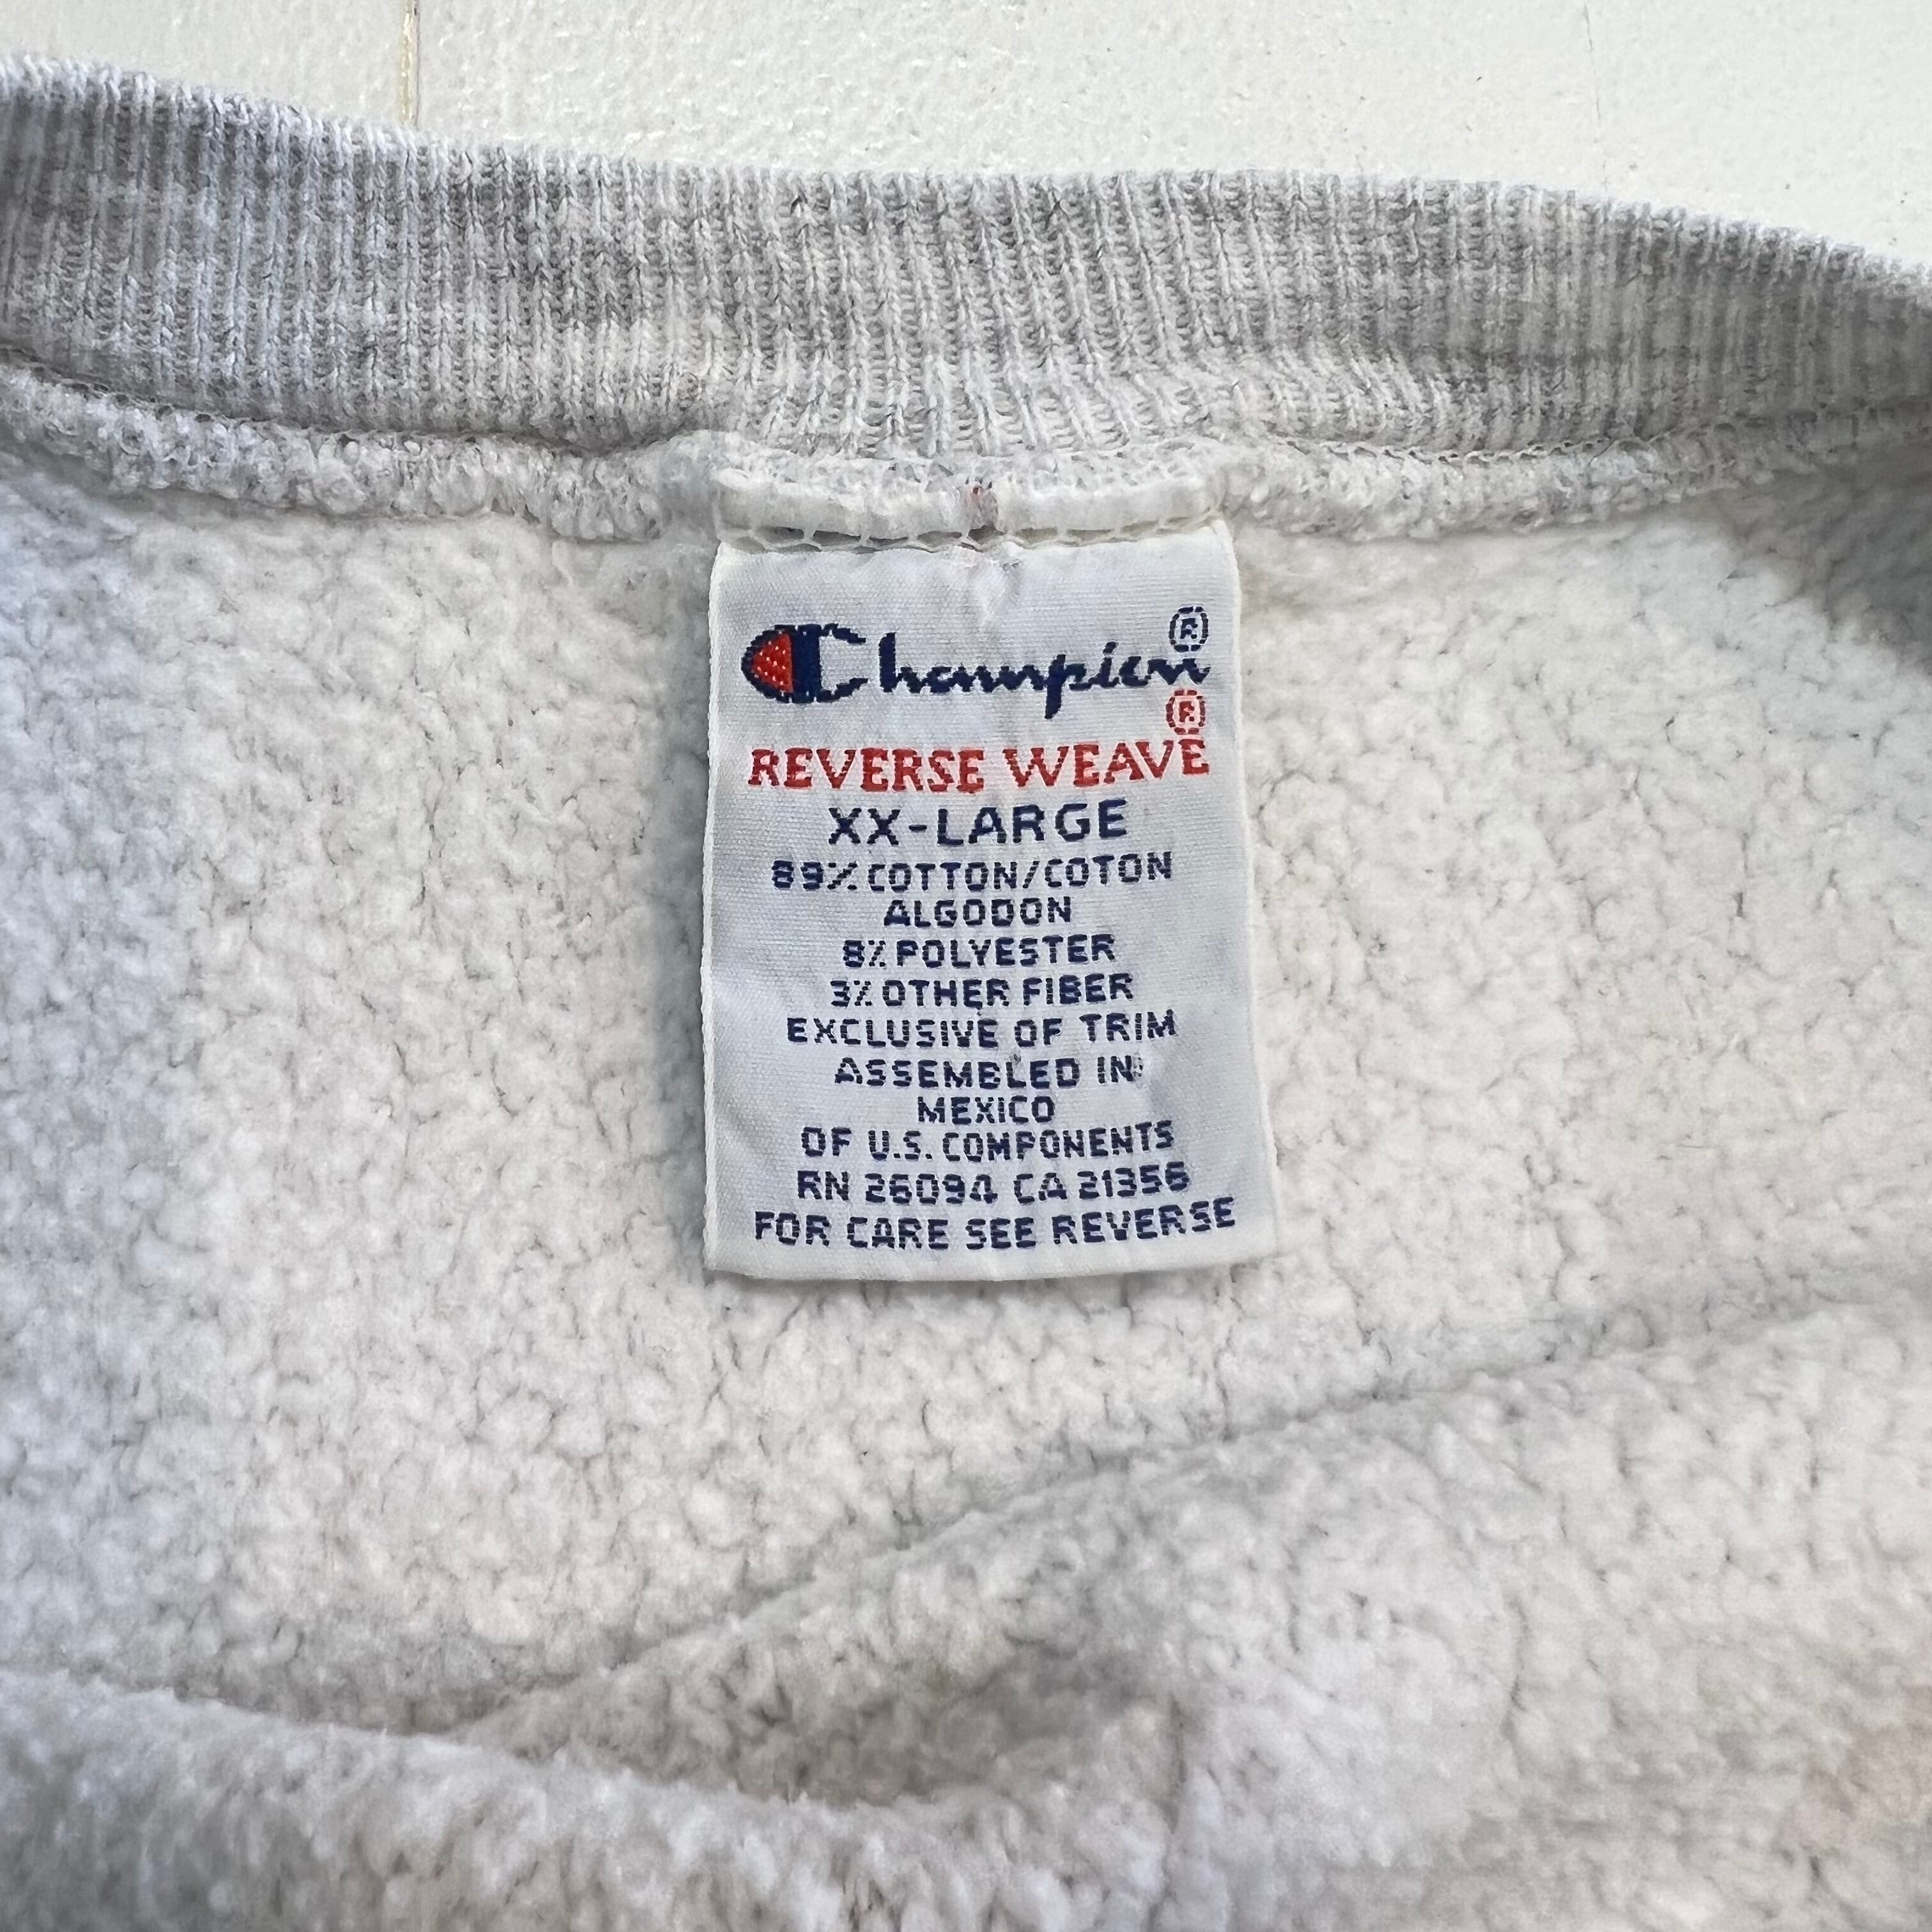 Champion®
REVERSE WEAVE®
XX-LARGE
89% COTTON/COTON
ALGODON
8% POLYESTER
3% OTHER FIBER
EXCLUSIVE OF TRIM
ASSEMBLED IN
MEXICO
OF U.S. COMPONENTS
RN 26094 CA 21356
FOR CARE SEE REVERSE